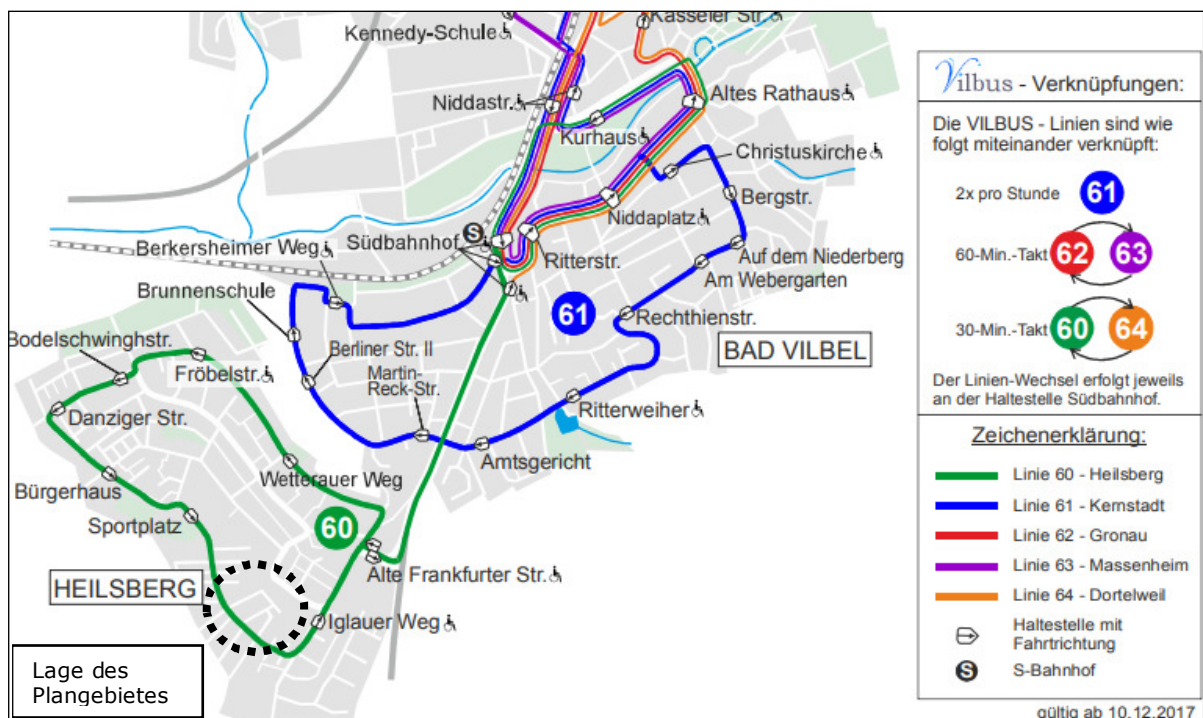 Kasseler Str.
Kennedy-Schule
Niddastr.
Altes Rathaus
Kurhaus
Christuskirche
Bergstr.
Niddaplatz
S
Südbahnhof
Berkersheimer Weg
Ritterstr.
Auf dem Niederberg
Am Webergarten
Brunnenschule
61
Rechthienstr.
Bodelschwinghstr.
Berliner Str. II
BAD VILBEL
Fröbelstr.
Martin-
Reck-Str.
Ritterweiher
Danziger Str.
Amtsgericht
Wetterauer Weg
Bürgerhaus
Sportplatz
60
Alte Frankfurter Str.
HEILSBERG
Iglauer Weg
Lage des
Plangebietes
Vilbus - Verknüpfungen:
Die VILBUS - Linien sind wie
folgt miteinander verknüpft:
2x pro Stunde 61
60-Min.-Takt 62 63
30-Min.-Takt 60 64
Der Linien-Wechsel erfolgt jeweils
an der Haltestelle Südbahnhof.
Zeichenerklärung:
Linie 60 - Heilsberg
Linie 61 - Kernstadt
Linie 62 - Gronau
Linie 63 - Massenheim
Linie 64 - Dortelweil
Haltestelle mit
Fahrtrichtung
S S-Bahnhof
gültig ab 10.12.2017